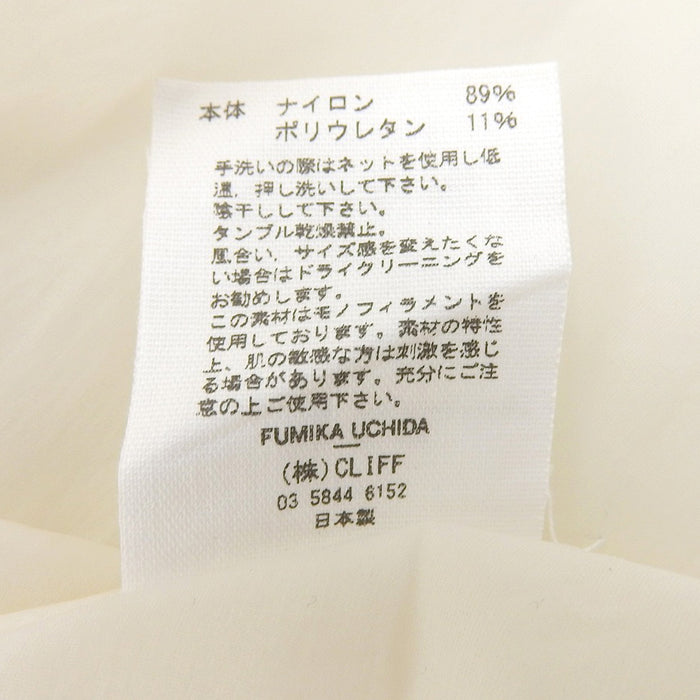 本体 ナイロン 89%
ポリウレタン 11%
手洗いの際はネットを使用し低
温、押し洗いして下さい。
陰干しして下さい。
タンブル乾燥禁止。
風合い、サイズ感を変えたくな
い場合はドライクリーニングを
お勧めします。
この素材はモノフィラメントを
使用しております。素材の特性
上、肌の敏感な方は刺激を感じ
る場合があります。充分にご注
意の上ご使用下さい。
FUMIKA UCHIDA
(株)CLIFF
03 5844 6152
日本製